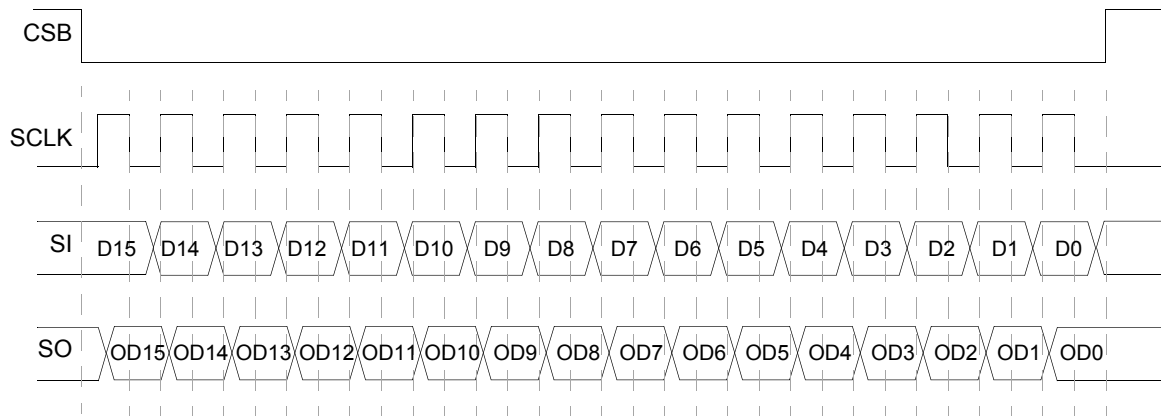 CSB
SCLK
SI D15 D14 D13 D12 D11 D10 D9 D8 D7 D6 D5 D4 D3 D2 D1 D0
SO OD15 OD14 OD13 OD12 OD11 OD10 OD9 OD8 OD7 OD6 OD5 OD4 OD3 OD2 OD1 OD0